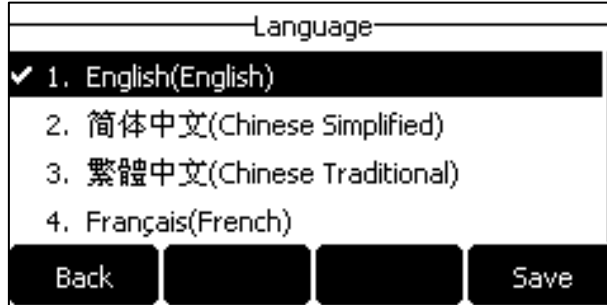 Language
✔ 1. English(English)
2. 简体中文(Chinese Simplified)
3. 繁體中文(Chinese Traditional)
4. Français(French)
Back Save